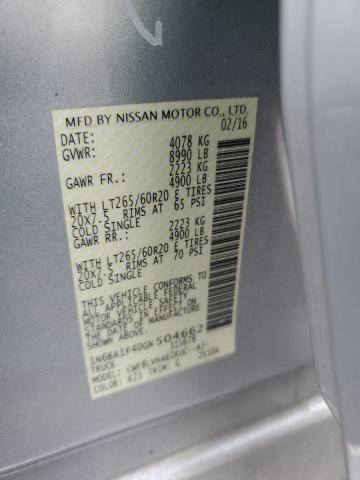 MFD BY NISSAN MOTOR CO., LTD.
DATE: 02/16
GVWR: 4078 KG
8990 LB
GAWR FR.: 2223 KG
4900 LB
WITH LT265/60R20 E TIRES
20X7.5 RIMS AT 65 PSI
COLD SINGLE
GAWR RR.: 2223 KG
4900 LB
WITH LT265/60R20 E TIRES
20X7.5 RIMS AT 70 PSI
COLD SINGLE
THIS VEHICLE CONFORMS TO
ALL APPLICABLE FEDERAL
MOTOR VEHICLE SAFETY
STANDARDS IN EFFECT ON THE
DATE OF MANUFACTURE
SHOWN ABOVE.
1N6BA1F40GN504662
TRUCK 315678
COLOR: K23 TRIM: G